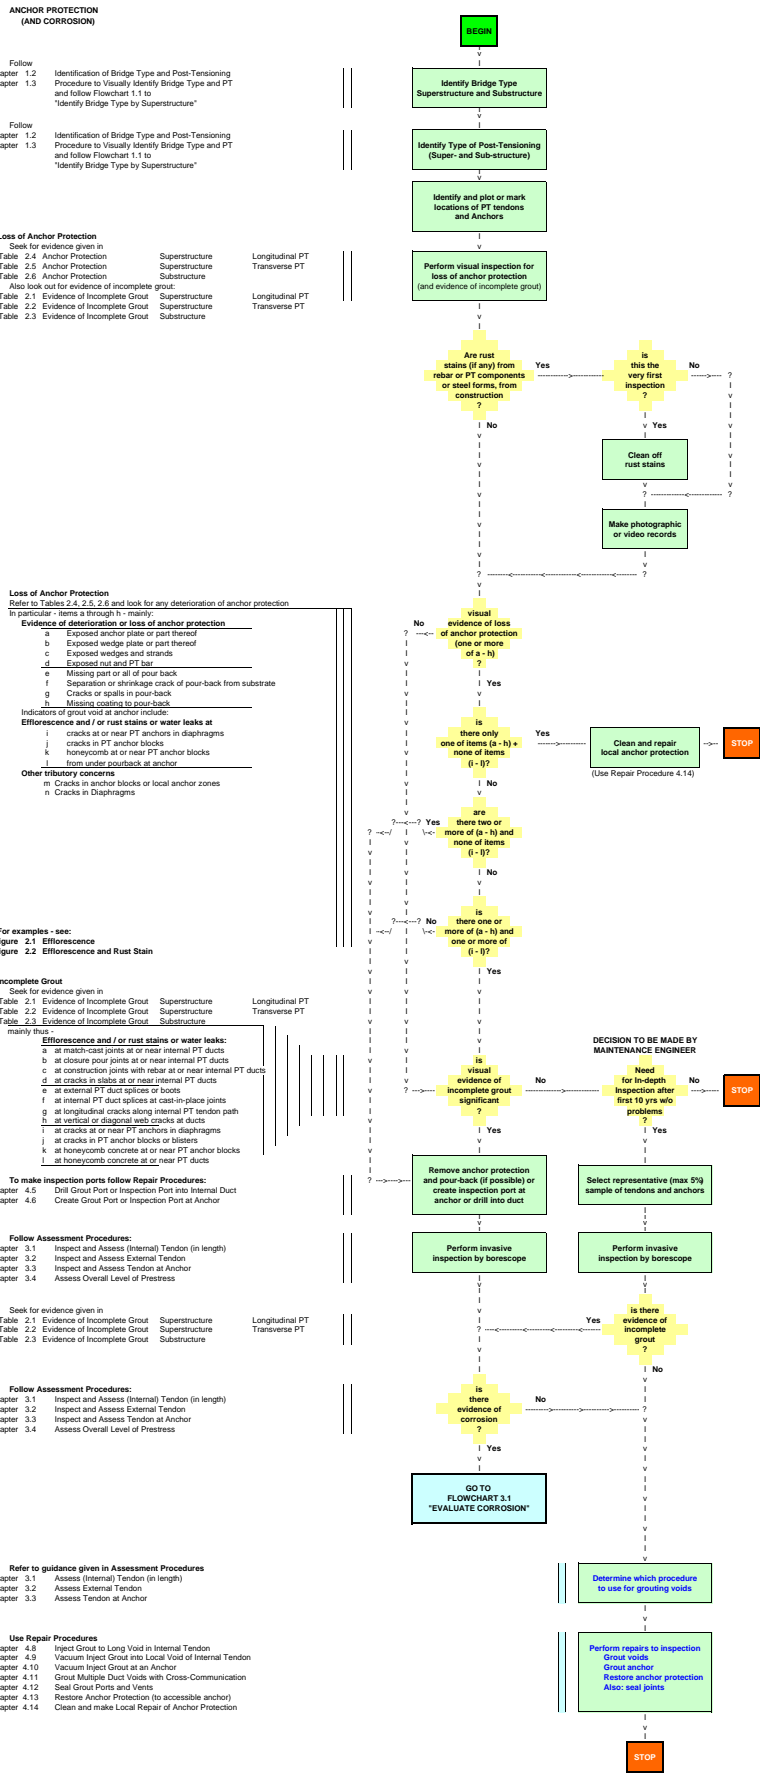 ANCHOR PROTECTION
(AND CORROSION)
BEGIN
Follow
apter 1.2 Identification of Bridge Type and Post-Tensioning
apter 1.3 Procedure to Visually Identify Bridge Type and PT
and follow Flowchart 1.1 to
"Identify Bridge Type by Superstructure"
Identify Bridge Type
Superstructure and Substructure
Follow
apter 1.2 Identification of Bridge Type and Post-Tensioning
apter 1.3 Procedure to Visually Identify Bridge Type and PT
and follow Flowchart 1.1 to
"Identify Bridge Type by Superstructure"
Identify Type of Post-Tensioning
(Super- and Sub-structure)
Identify and plot or mark
locations of PT tendons
and Anchors
Loss of Anchor Protection
Seek for evidence given in
Table 2.4 Anchor Protection Superstructure Longitudinal PT
Table 2.5 Anchor Protection Superstructure Transverse PT
Table 2.6 Anchor Protection Substructure
Also look out for evidence of incomplete grout:
Table 2.1 Evidence of Incomplete Grout Superstructure Longitudinal PT
Table 2.2 Evidence of Incomplete Grout Superstructure Transverse PT
Table 2.3 Evidence of Incomplete Grout Substructure
Perform visual inspection for
loss of anchor protection
(and evidence of incomplete grout)
Are rust
stains (if any) from
rebar or PT components
or steel forms, from
construction
?
Yes
No
is
this the
very first
inspection
?
No
?
Yes
Clean off
rust stains
?
?
Make photographic
or video records
?
?
Loss of Anchor Protection
Refer to Tables 2.4, 2.5, 2.6 and look for any deterioration of anchor protection
In particular - items a through h - mainly:
Evidence of deterioration or loss of anchor protection
a Exposed anchor plate or part thereof
b Exposed wedge plate or part thereof
c Exposed wedges and strands
d Exposed nut and PT bar
e Missing part or all of pour back
f Separation or shrinkage crack of pour-back from substrate
g Cracks or spalls in pour-back
h Missing coating to pour-back
Indicators of grout void at anchor include:
Efflorescence and / or rust stains or water leaks at
i cracks at or near PT anchors in diaphragms
j cracks in PT anchor blocks
k honeycomb at or near PT anchor blocks
l from under pourback at anchor
Other tributory concerns
m Cracks in anchor blocks or local anchor zones
n Cracks in Diaphragms
visual
evidence of loss
of anchor protection
(one or more
of a - h)
?
No
?
Yes
is
there only
one of items (a - h) +
none of items
(i - l)?
Yes
No
Clean and repair
local anchor protection
(Use Repair Procedure 4.14)
STOP
are
there two or
more of (a - h) and
none of items
(i - l)?
? ? Yes
?
No
is
there one or
more of (a - h) and
one or more of
(i - l)?
? ? No
Yes
For examples - see:
igure 2.1 Efflorescence
igure 2.2 Efflorescence and Rust Stain
ncomplete Grout
Seek for evidence given in
Table 2.1 Evidence of Incomplete Grout Superstructure Longitudinal PT
Table 2.2 Evidence of Incomplete Grout Superstructure Transverse PT
Table 2.3 Evidence of Incomplete Grout Substructure
mainly thus -
Efflorescence and / or rust stains or water leaks:
a at match-cast joints at or near internal PT ducts
b at closure pour joints at or near internal PT ducts
c at construction joints with rebar at or near internal PT ducts
d at cracks in slabs at or near internal PT ducts
e at external PT duct splices or boots
f at internal PT duct splices at cast-in-place joints
g at longitudinal cracks along internal PT tendon path
h at vertical or diagonal web cracks at ducts
i at cracks at or near PT anchors in diaphragms
j at cracks in PT anchor blocks or blisters
k at honeycomb concrete at or near PT anchor blocks
l at honeycomb concrete at or near PT ducts
is
visual
evidence of
incomplete grout
significant
?
?
No
Yes
DECISION TO BE MADE BY
MAINTENANCE ENGINEER
Need
for In-depth
Inspection after
first 10 yrs w/o
problems
?
No
STOP
Yes
To make inspection ports follow Repair Procedures:
apter 4.5 Drill Grout Port or Inspection Port into Internal Duct
apter 4.6 Create Grout Port or Inspection Port at Anchor
?
Remove anchor protection
and pour-back (if possible) or
create inspection port at
anchor or drill into duct
Select representative (max 5%)
sample of tendons and anchors
Follow Assessment Procedures:
apter 3.1 Inspect and Assess (Internal) Tendon (in length)
apter 3.2 Inspect and Assess External Tendon
apter 3.3 Inspect and Assess Tendon at Anchor
apter 3.4 Assess Overall Level of Prestress
Perform invasive
inspection by borescope
Perform invasive
inspection by borescope
Seek for evidence given in
Table 2.1 Evidence of Incomplete Grout Superstructure Longitudinal PT
Table 2.2 Evidence of Incomplete Grout Superstructure Transverse PT
Table 2.3 Evidence of Incomplete Grout Substructure
is there
evidence of
incomplete
grout
?
Yes
?
No
Follow Assessment Procedures:
apter 3.1 Inspect and Assess (Internal) Tendon (in length)
apter 3.2 Inspect and Assess External Tendon
apter 3.3 Inspect and Assess Tendon at Anchor
apter 3.4 Assess Overall Level of Prestress
is
there
evidence of
corrosion
?
No
?
Yes
GO TO
FLOWCHART 3.1
"EVALUATE CORROSION"
Refer to guidance given in Assessment Procedures
apter 3.1 Assess (Internal) Tendon (in length)
apter 3.2 Assess External Tendon
apter 3.3 Assess Tendon at Anchor
Determine which procedure
to use for grouting voids
Use Repair Procedures
apter 4.8 Inject Grout to Long Void in Internal Tendon
apter 4.9 Vacuum Inject Grout into Local Void of Internal Tendon
apter 4.10 Vacuum Inject Grout at an Anchor
apter 4.11 Grout Multiple Duct Voids with Cross-Communication
apter 4.12 Seal Grout Ports and Vents
apter 4.13 Restore Anchor Protection (to accessible anchor)
apter 4.14 Clean and make Local Repair of Anchor Protection
Perform repairs to inspection
Grout voids
Grout anchor
Restore anchor protection
Also: seal joints
STOP